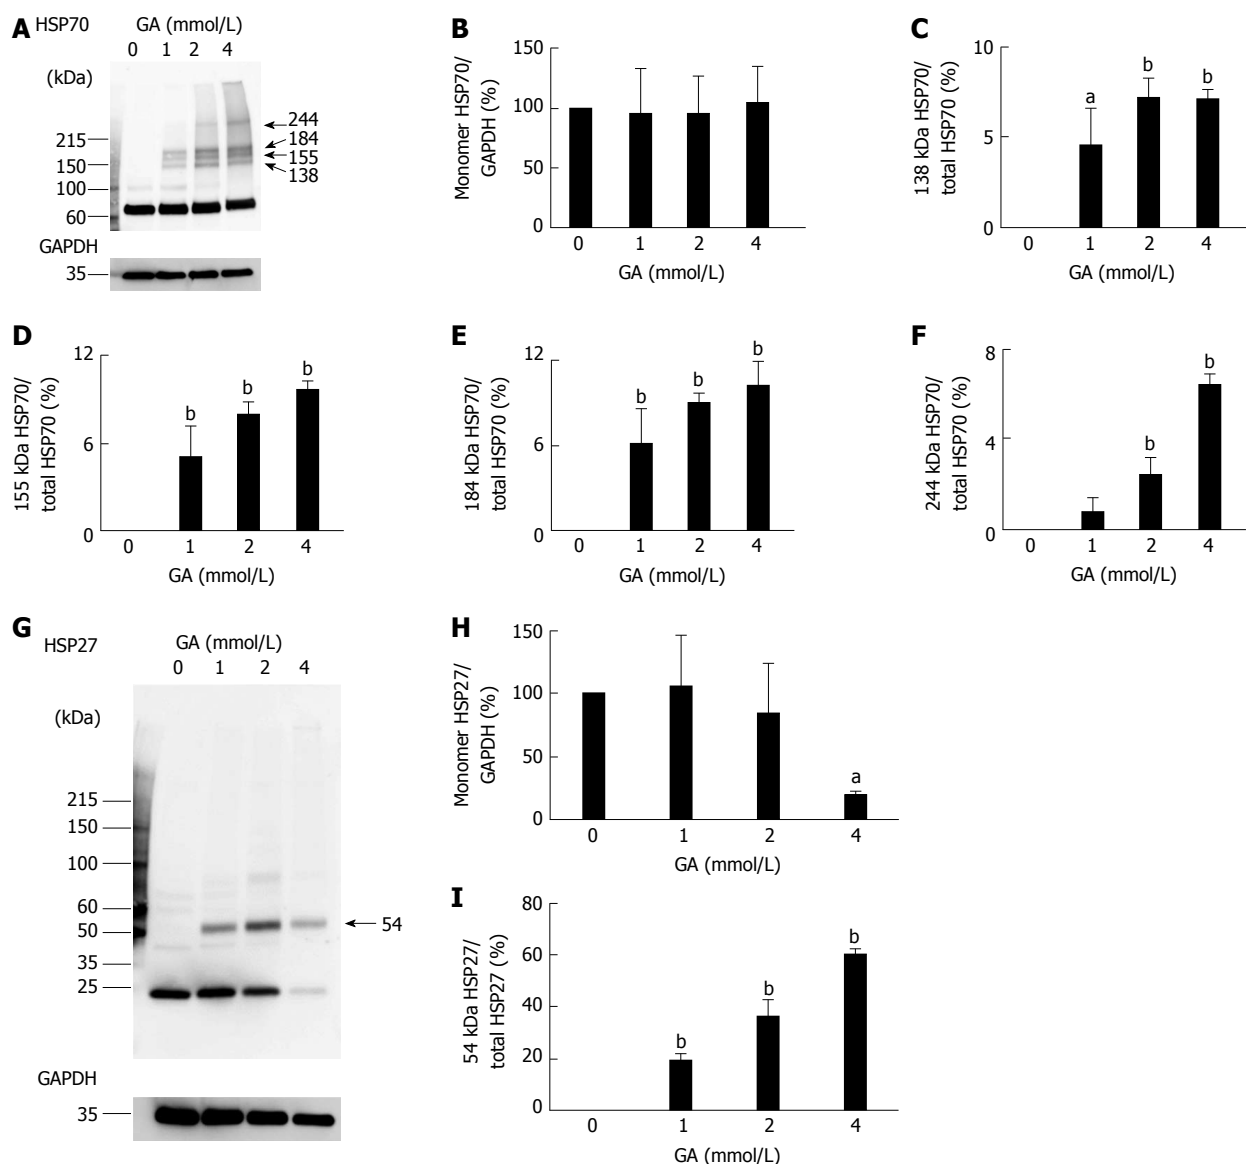 A HSP70 GA (mmol/L)
0 1 2 4
(kDa)
244
215 184
150 155
100 138
60
GAPDH
35
B
150
100
50
0
Monomer HSP70/
GAPDH (%)
0 1 2 4
GA (mmol/L)
C
10
5
0
138 kDa HSP70/
total HSP70 (%)
a b b
0 1 2 4
GA (mmol/L)
D
12
6
0
155 kDa HSP70/
total HSP70 (%)
b b b
0 1 2 4
GA (mmol/L)
E
12
6
0
184 kDa HSP70/
total HSP70 (%)
b b b
0 1 2 4
GA (mmol/L)
F
8
4
0
244 kDa HSP70/
total HSP70 (%)
b b
0 1 2 4
GA (mmol/L)
G HSP27 GA (mmol/L)
0 1 2 4
(kDa)
215
150
100
60
50 54
35
25
GAPDH
35
H
150
100
50
0
Monomer HSP27/
GAPDH (%)
a
0 1 2 4
GA (mmol/L)
I
80
60
40
20
0
54 kDa HSP27/
total HSP27 (%)
b b b
0 1 2 4
GA (mmol/L)